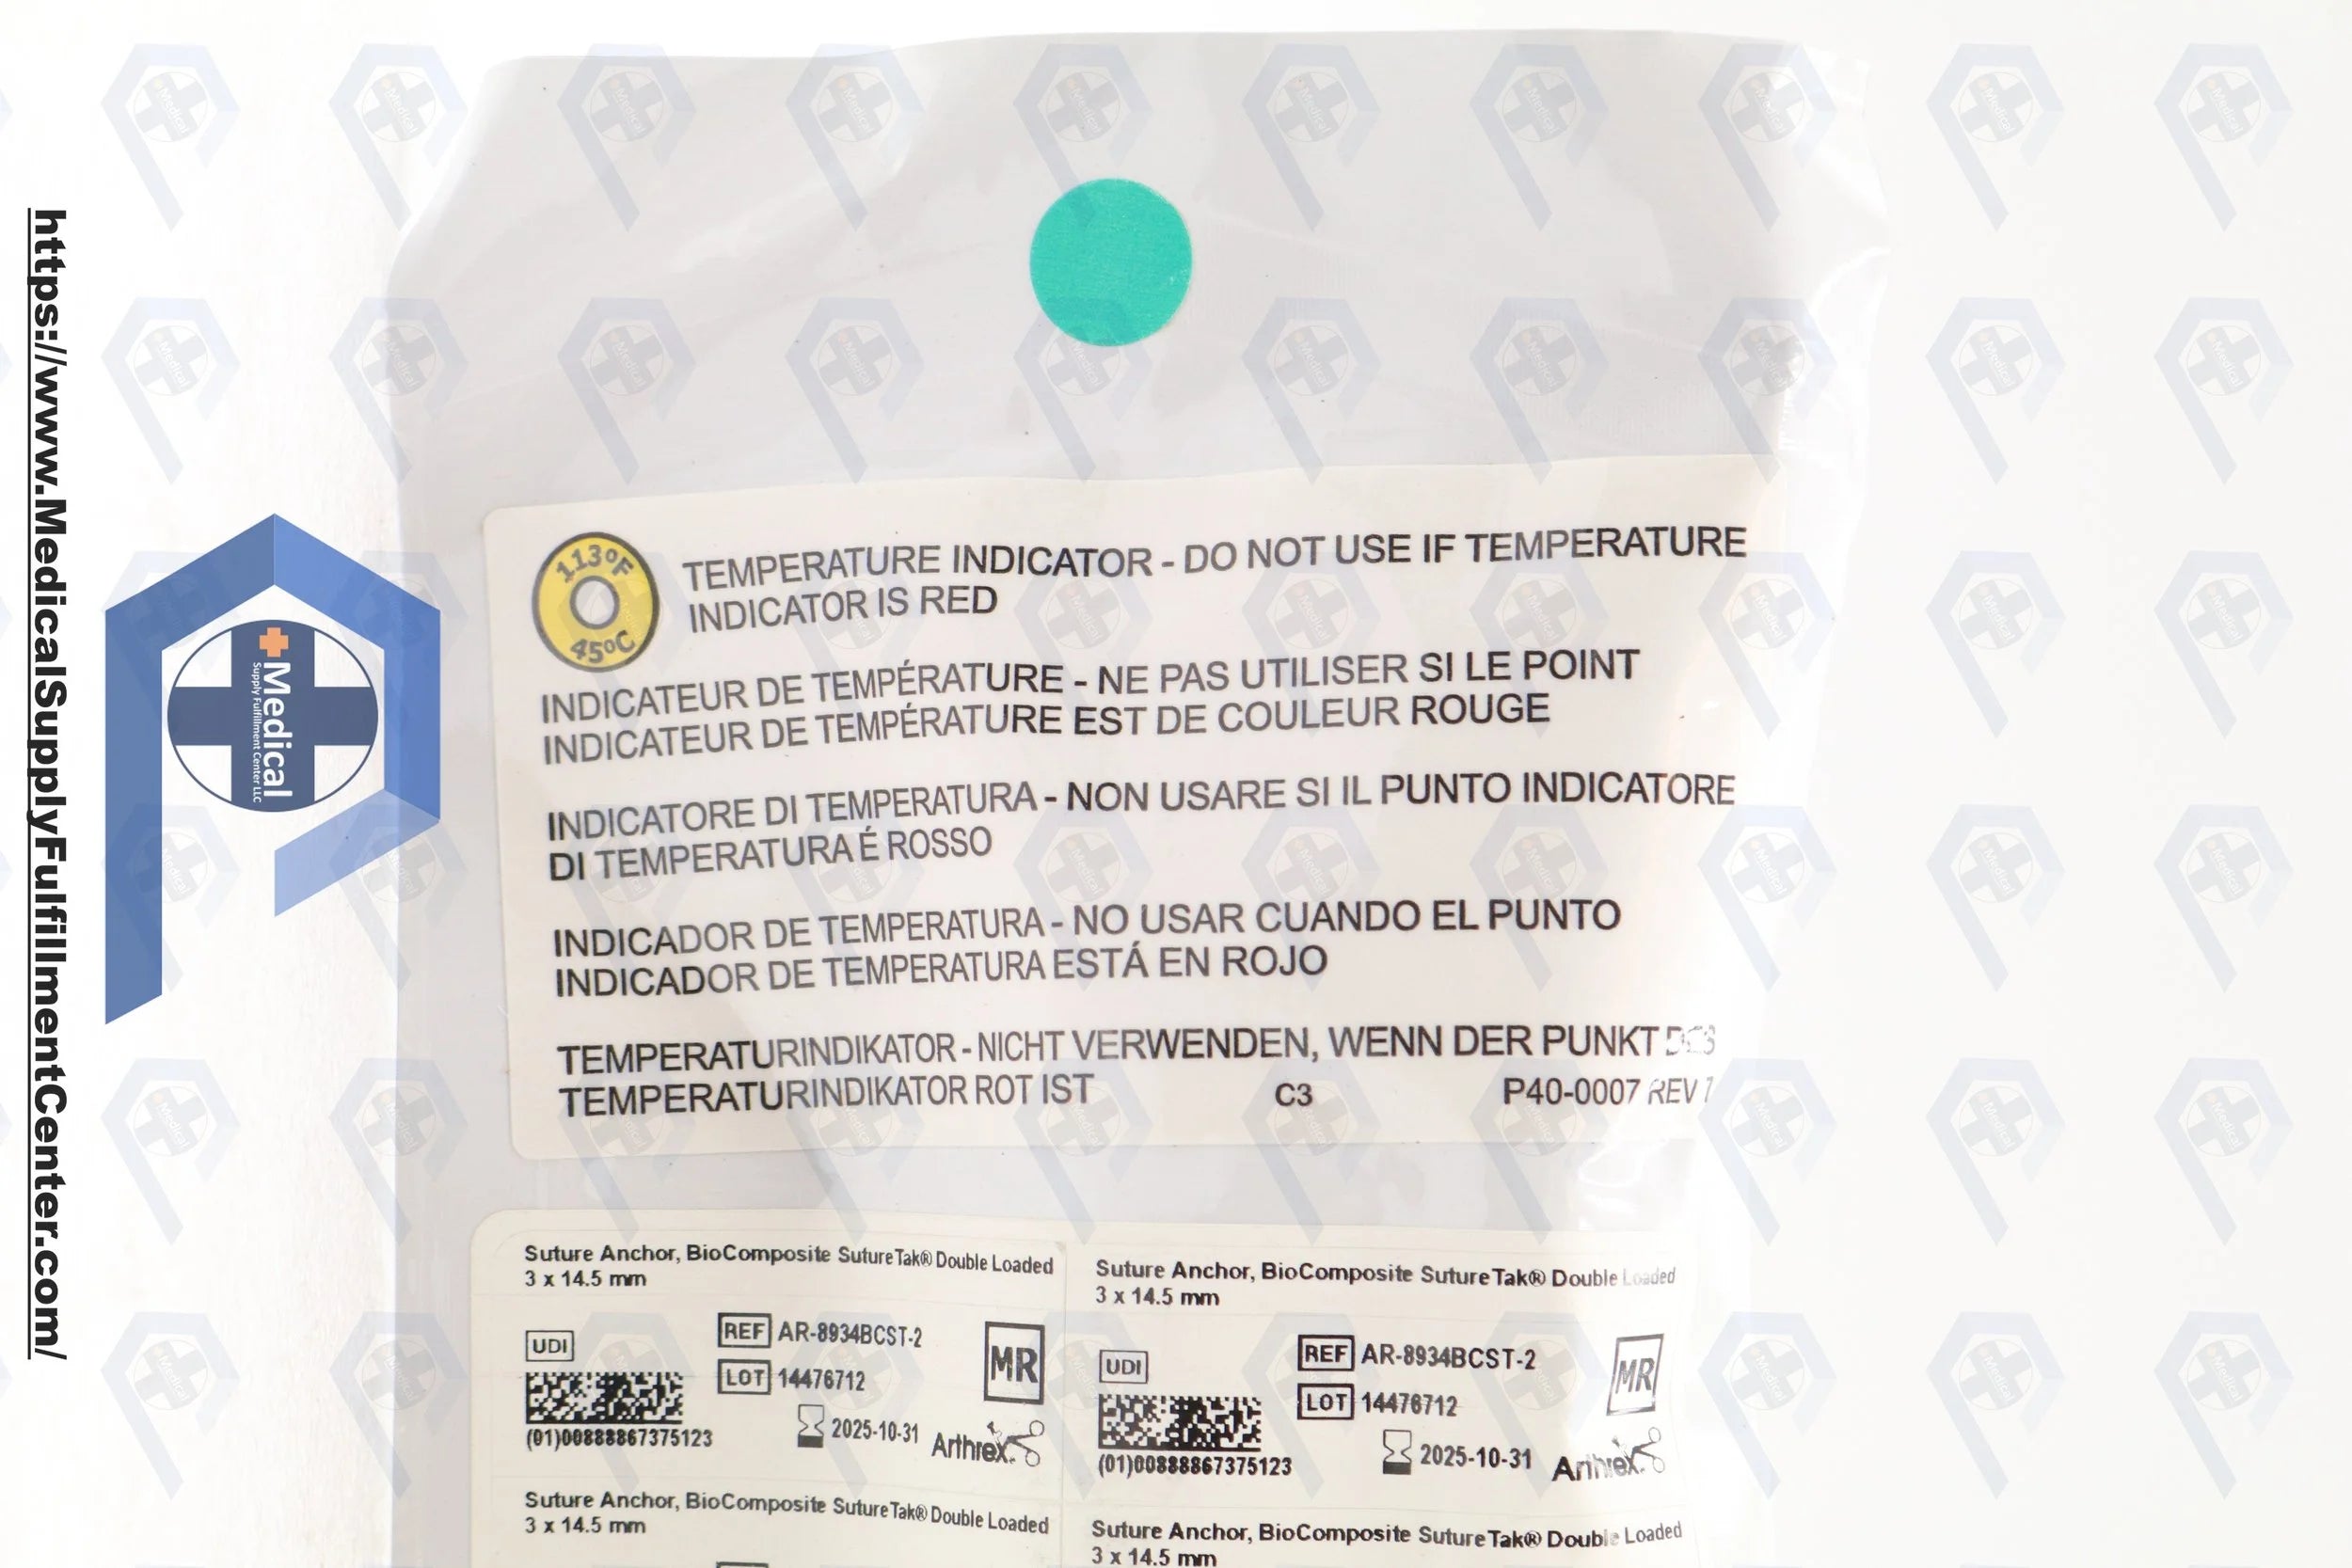 https://www.MedicalSupplyFulfillmentCenter.com/
Medical
Supply Fulfillment Center LLC
113°F
45°C
TEMPERATURE INDICATOR - DO NOT USE IF TEMPERATURE
INDICATOR IS RED
INDICATEUR DE TEMPÉRATURE - NE PAS UTILISER SI LE POINT
INDICATEUR DE TEMPÉRATURE EST DE COULEUR ROUGE
INDICATORE DI TEMPERATURA - NON USARE SI IL PUNTO INDICATORE
DI TEMPERATURA É ROSSO
INDICADOR DE TEMPERATURA - NO USAR CUANDO EL PUNTO
INDICADOR DE TEMPERATURA ESTÁ EN ROJO
TEMPERATURINDIKATOR - NICHT VERWENDEN, WENN DER PUNKT
TEMPERATURINDIKATOR ROT IST C3 P40-0007 REV
Suture Anchor, BioComposite SutureTak® Double Loaded
3 x 14.5 mm
UDI
REF AR-8934BCST-2
LOT 14476712
MR
(01)00888867375123
2025-10-31
Arthrex
Suture Anchor, BioComposite SutureTak® Double Loaded
3 x 14.5 mm
UDI
REF AR-8934BCST-2
LOT 14476712
MR
(01)00888867375123
2025-10-31
Arthrex
Suture Anchor, BioComposite SutureTak® Double Loaded
3 x 14.5 mm
Suture Anchor, BioComposite SutureTak® Double Loaded
3 x 14.5 mm